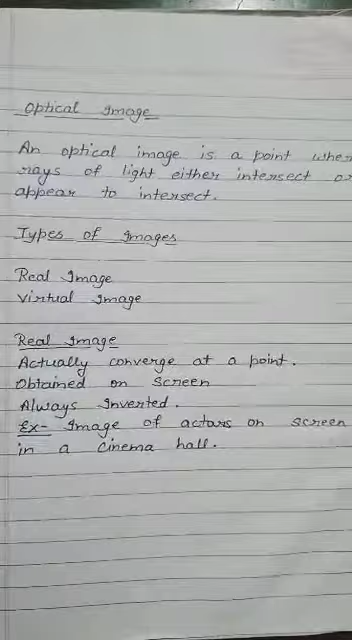 Optical Image
An optical image is a point wher
rays of light either intersect or
appear to intersect.
Types of Images
Real Image
Virtual Image
Real Image
Actually converge at a point.
Obtained on Screen
Always Inverted.
Ex- Image of actors on screen
in a cinema hall.